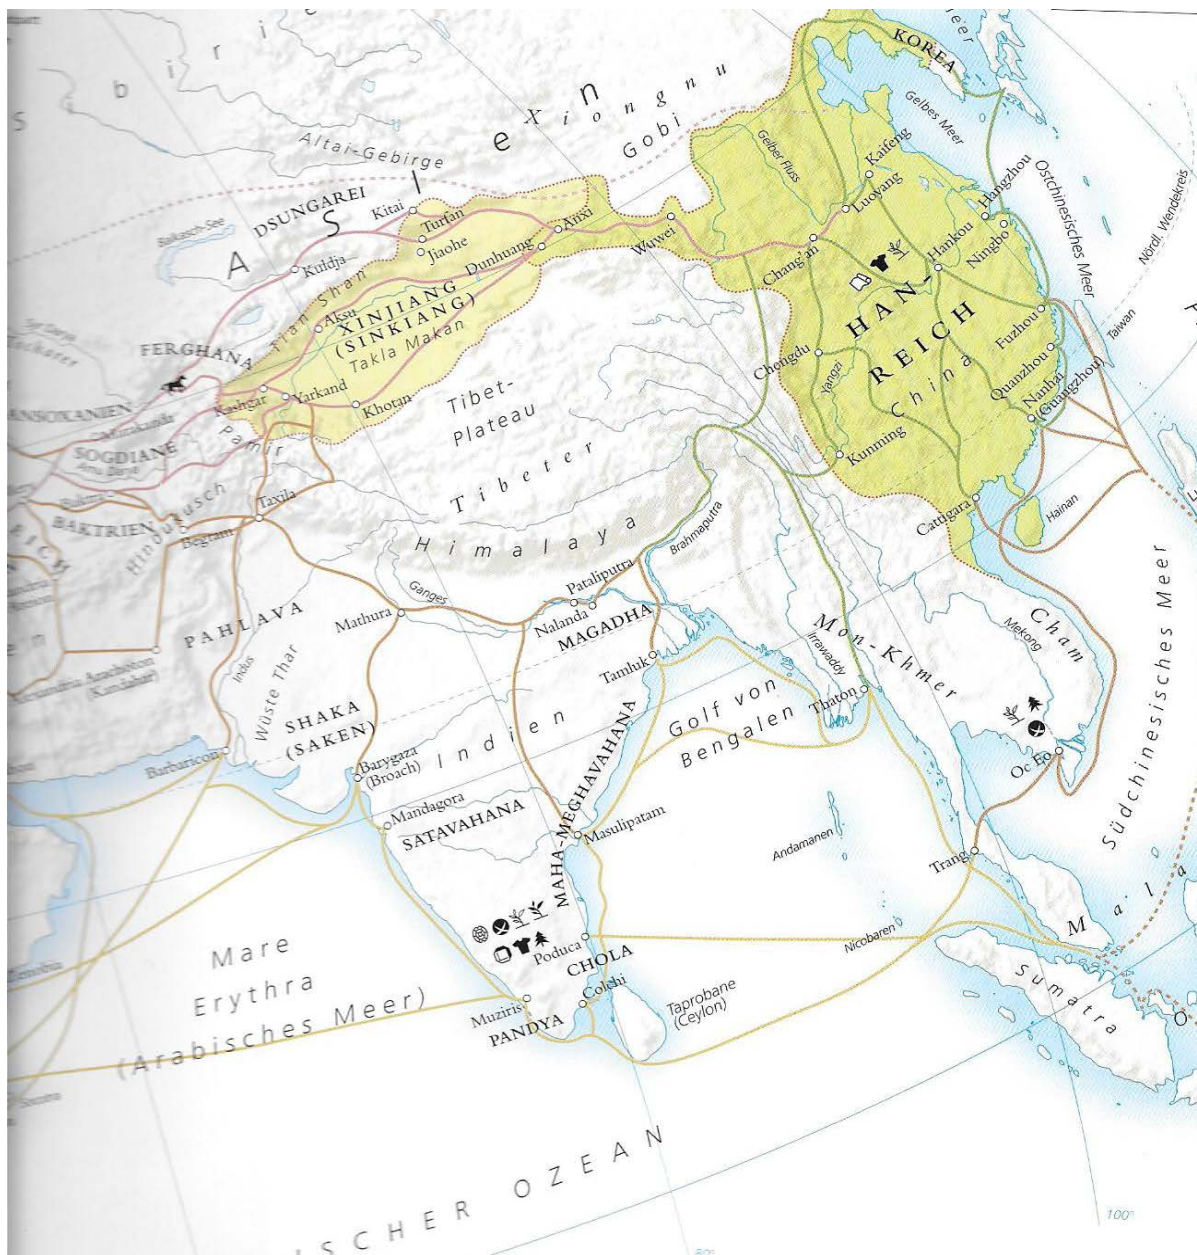 b i r i
S
A S I e n
Xiongnu
Gobi
Altai-Gebirge
DSUNGAREI
Balkasch-See
Kitai
Turfan
Jiaohe
Kuldja
Dunhuang
Anxi
Wuwei
Tian Shan
Aksu
XINJIANG
(SINKIANG)
Takla Makan
FERGHANA
Kashgar
Yarkand
Khotan
Pamir
SOGDIANE
Amu Darja
BAKTRIEN
Hindukusch
Taxila
Begram
Tibet-
Plateau
Tibeter
Himalaya
Brahmaputra
KOREA
Gelbes Meer
Gelber Fluss
Kaifeng
Luoyang
Chang'an
Hangzhou
Ningbo
Hankou
Ostchinesisches Meer
Nördl. Wendekreis
HAN-
REICH
China
Chongdu
Yangzi
Fuzhou
Quanzhou
Nanhai
(Guangzhou)
Taiwan
Kunming
Cattigara
Hainan
PAHLAVA
Indus
Wüste Thar
Mathura
Ganges
Pataliputra
Nalanda
MAGADHA
Tamluk
SHAKA
(SAKEN)
Indien
Barbaricon
Barygaza
(Broach)
Mandagora
SATAVAHANA
MAHA-MEGHAVAHANA
Masulipatam
Golf von
Bengalen
Irrawaddy
Thaton
Mon-Khmer
Mekong
Cham
Oc Eo
Südchinesisches Meer
Andamanen
Trang
Nicobaren
Mala
Sumatra
Poduca
CHOLA
Colchi
Muziris
PANDYA
Taprobane
(Ceylon)
Mare
Erythra
(Arabisches Meer)
(Kandahar)
ISCHER OZEAN
100°